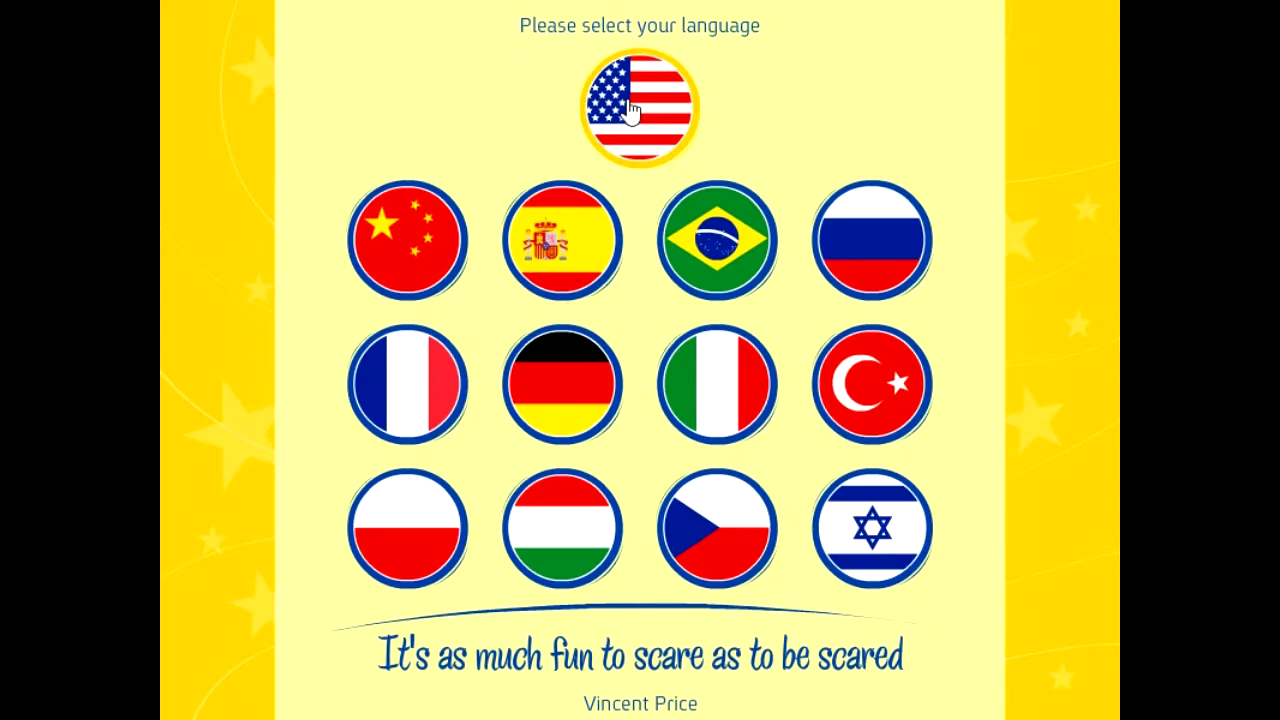 Please select your language
It's as much fun to scare as to be scared
Vincent Price